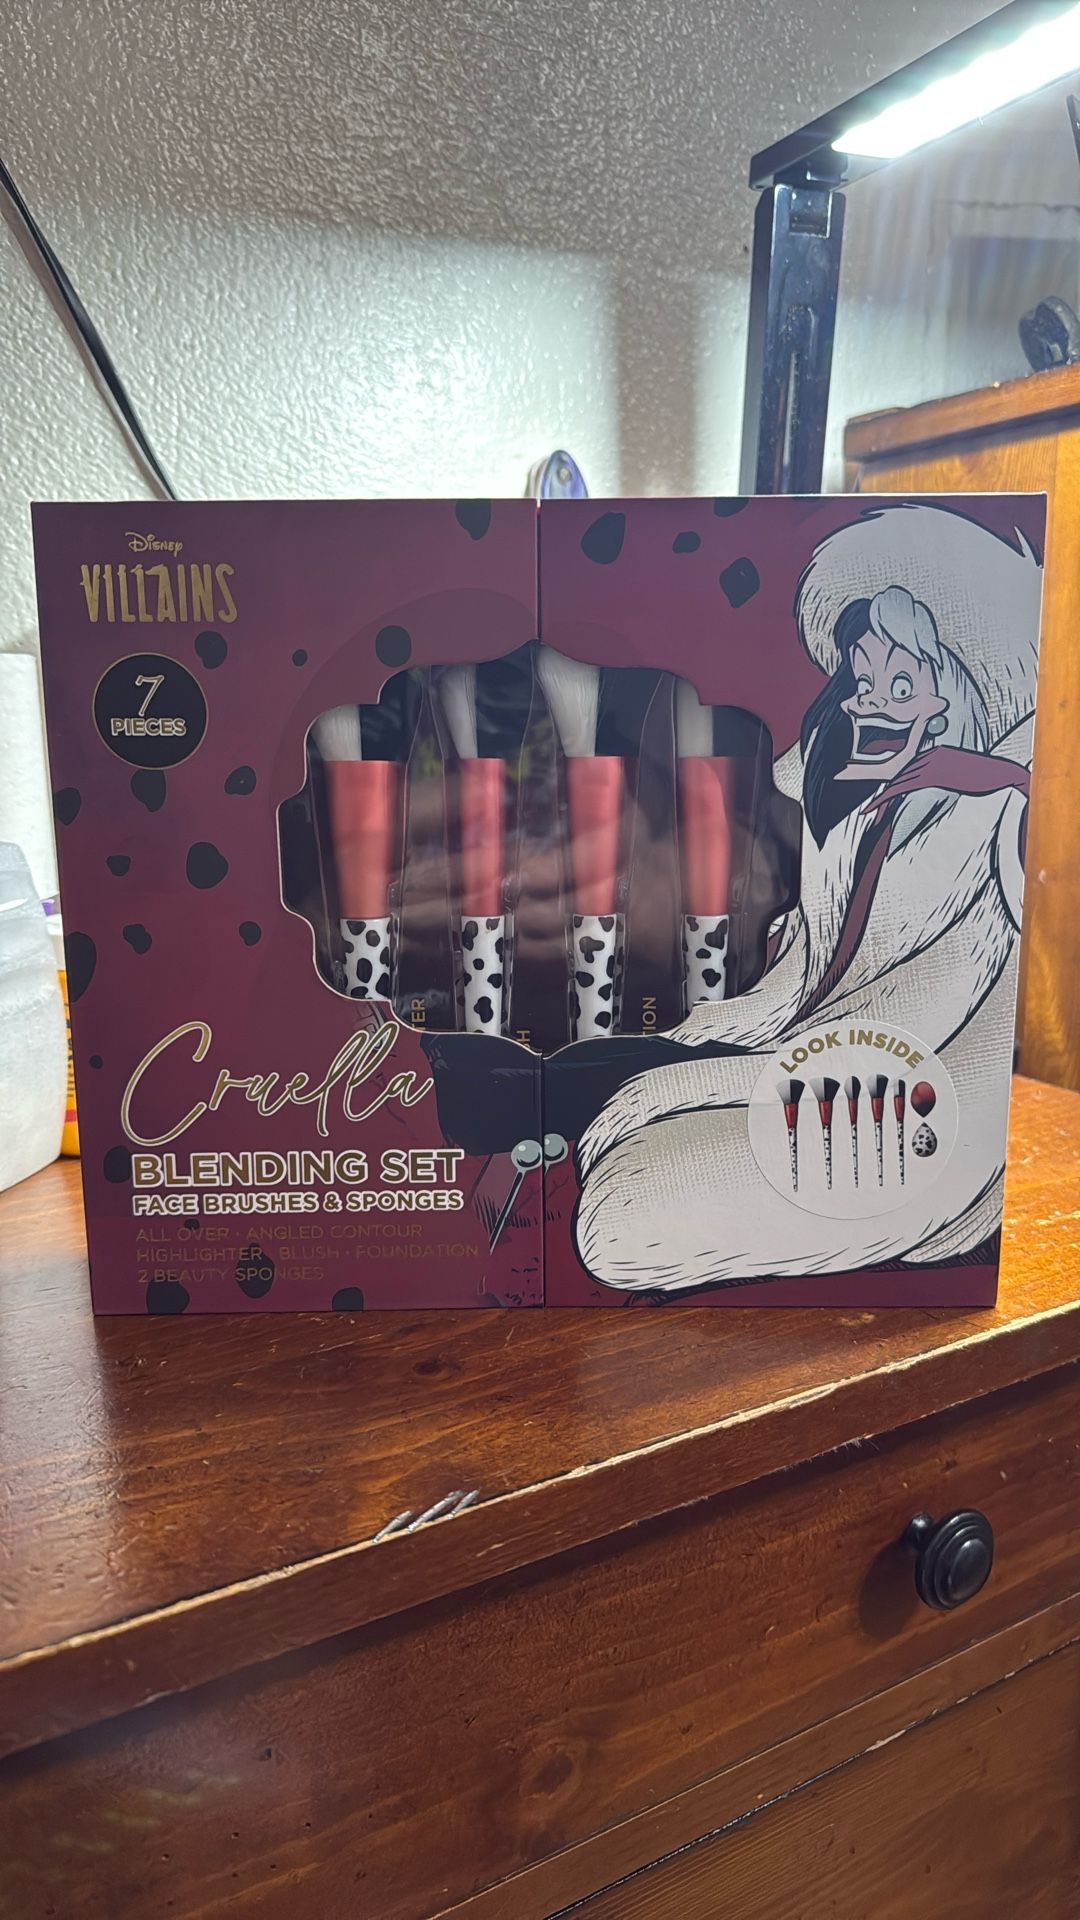 Disney
VILLAINS
7
PIECES
Cruella
BLENDING SET
FACE BRUSHES & SPONGES
ALL OVER · ANGLED CONTOUR
HIGHLIGHTER · BLUSH · FOUNDATION
2 BEAUTY SPONGES
LOOK INSIDE